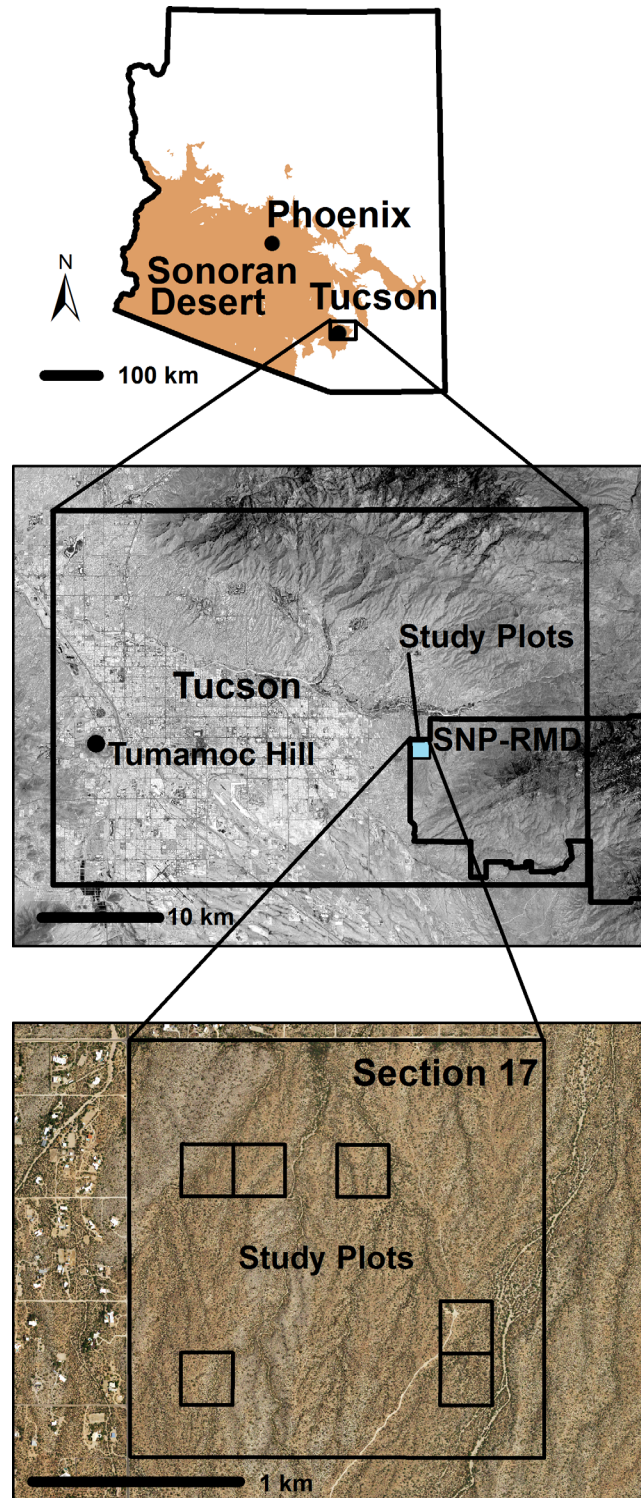 Phoenix
N
Sonoran
Desert
Tucson
100 km
Study Plots
Tucson
SNP-RMD
Tumamoc Hill
10 km
Section 17
Study Plots
1 km